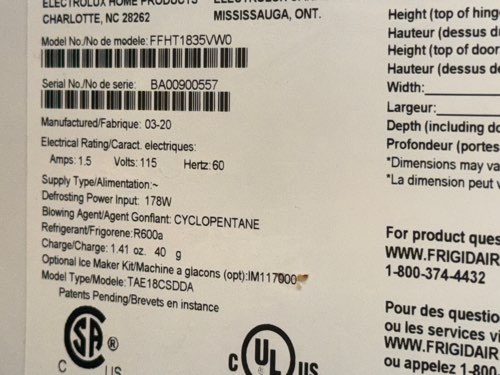 ELECTROLUX HOME PRODUCTS
CHARLOTTE, NC 28262
MISSISSAUGA, ONT.
Model No./No de modele: FFHT1835VW0
Serial No./No de serie: BA00900557
Manufactured/Fabrique: 03-20
Electrical Rating/Caract. electriques:
Amps: 1.5 Volts: 115 Hertz: 60
Supply Type/Alimentation:~
Defrosting Power Input: 178W
Blowing Agent/Agent Gonflant: CYCLOPENTANE
Refrigerant/Frigorene: R600a
Charge/Charge: 1.41 oz. 40 g
Optional Ice Maker Kit/Machine a glacons (opt):IM117000
Model Type/Modele: TAE18CSDDA
Patents Pending/Brevets en instance
CSA ®
C US
C UL US
Height (top of hing
Hauteur (dessus d
Height (top of door
Hauteur (dessus de
Width:
Largeur:
Depth (including do
Profondeur (portes
*Dimensions may va
*La dimension peut v
For product ques
WWW.FRIGIDAIR
1-800-374-4432
Pour des questio
ou les services vi
WWW.FRIGIDAIR
ou appelez 1-800